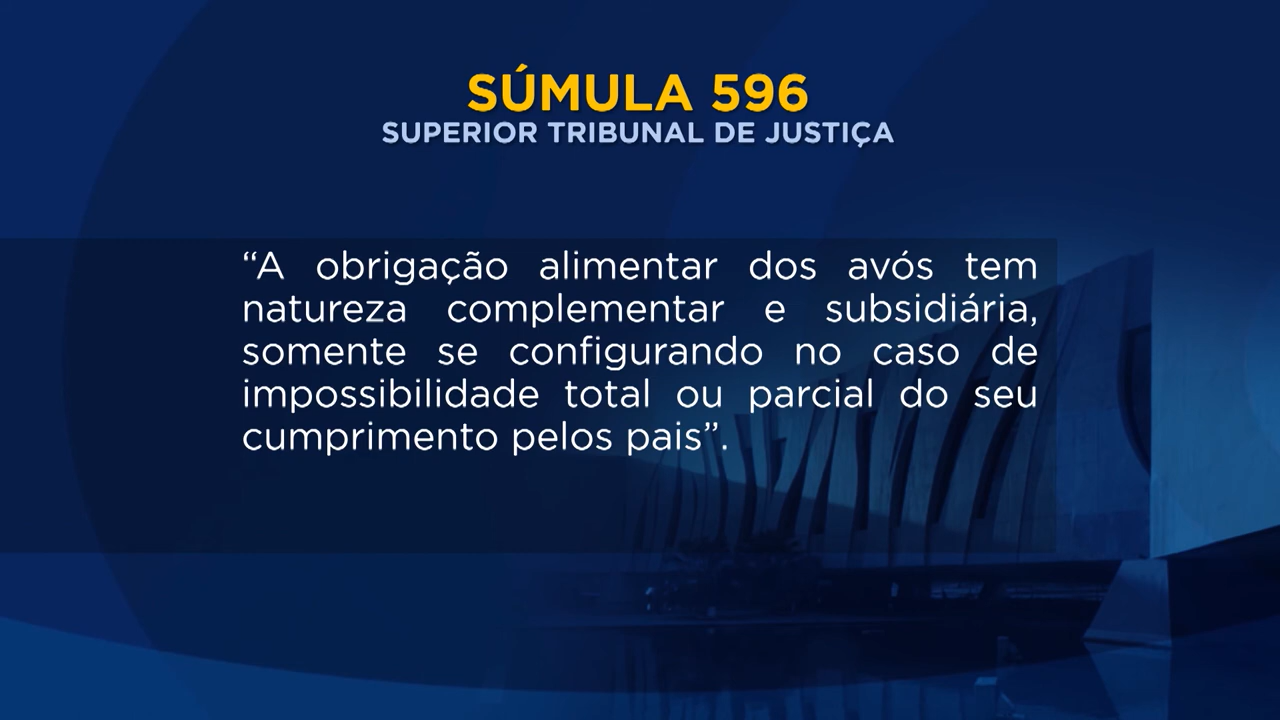 SÚMULA 596
SUPERIOR TRIBUNAL DE JUSTIÇA
“A obrigação alimentar dos avós tem
natureza complementar e subsidiária,
somente se configurando no caso de
impossibilidade total ou parcial do seu
cumprimento pelos pais”.